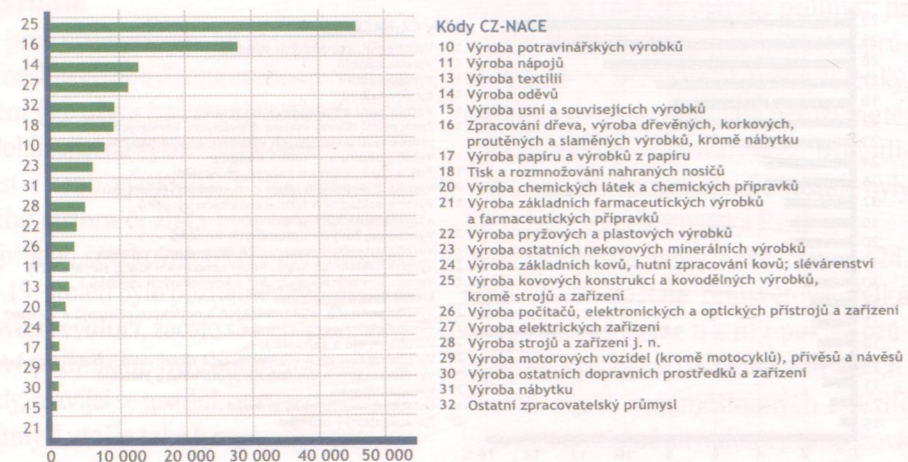 25
16
14
27
32
18
10
23
31
28
22
26
11
13
20
24
17
29
30
15
21
0 10 000 20 000 30 000 40 000 50 000
Kódy CZ-NACE
10 Výroba potravinářských výrobků
11 Výroba nápojů
13 Výroba textilií
14 Výroba oděvů
15 Výroba usní a souvisejících výrobků
16 Zpracování dřeva, výroba dřevěných, korkových,
proutěných a slaměných výrobků, kromě nábytku
17 Výroba papíru a výrobků z papíru
18 Tisk a rozmnožování nahraných nosičů
20 Výroba chemických látek a chemických přípravků
21 Výroba základních farmaceutických výrobků
a farmaceutických přípravků
22 Výroba pryžových a plastových výrobků
23 Výroba ostatních nekovových minerálních výrobků
24 Výroba základních kovů, hutní zpracování kovů; slévárenství
25 Výroba kovových konstrukcí a kovodělných výrobků,
kromě strojů a zařízení
26 Výroba počítačů, elektronických a optických přístrojů a zařízení
27 Výroba elektrických zařízení
28 Výroba strojů a zařízení j. n.
29 Výroba motorových vozidel (kromě motocyklů), přívěsů a návěsů
30 Výroba ostatních dopravních prostředků a zařízení
31 Výroba nábytku
32 Ostatní zpracovatelský průmysl